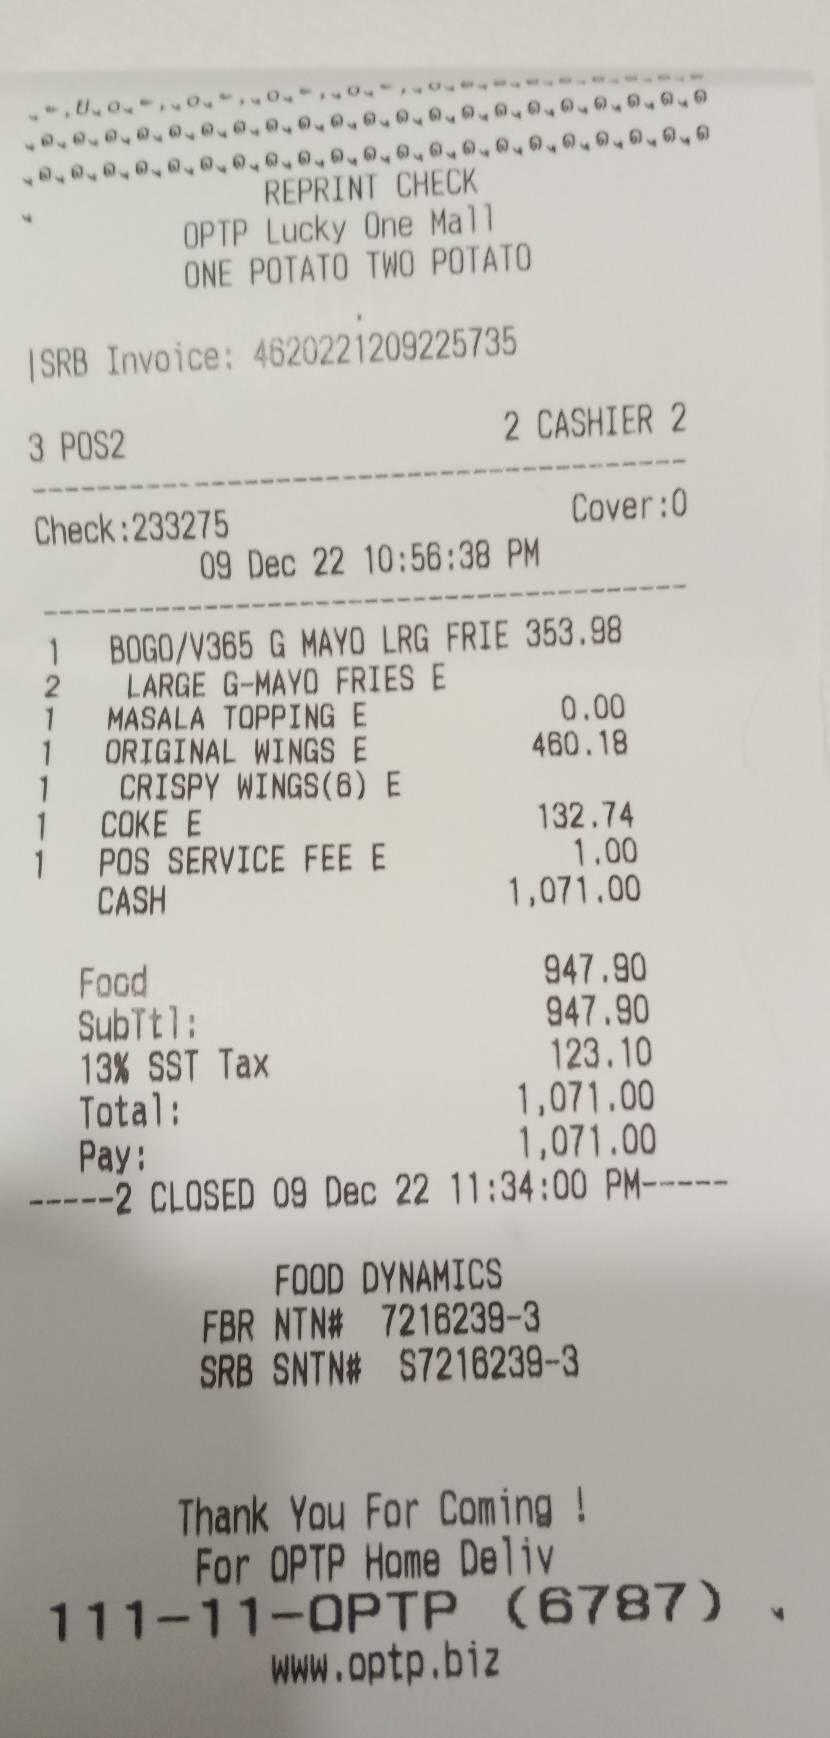 REPRINT CHECK
OPTP Lucky One Mall
ONE POTATO TWO POTATO
|SRB Invoice: 4620221209225735
3 POS2 2 CASHIER 2
Check:233275 Cover:0
09 Dec 22 10:56:38 PM
1 BOGO/V365 G MAYO LRG FRIE 353.98
2 LARGE G-MAYO FRIES E
1 MASALA TOPPING E 0.00
1 ORIGINAL WINGS E 460.18
1 CRISPY WINGS(6) E
1 COKE E 132.74
1 POS SERVICE FEE E 1.00
CASH 1,071.00
Food 947.90
SubTtl: 947.90
13% SST Tax 123.10
Total: 1,071.00
Pay: 1,071.00
-----2 CLOSED 09 Dec 22 11:34:00 PM-----
FOOD DYNAMICS
FBR NTN# 7216239-3
SRB SNTN# S7216239-3
Thank You For Coming !
For OPTP Home Deliv
111-11-OPTP (6787)
www.optp.biz